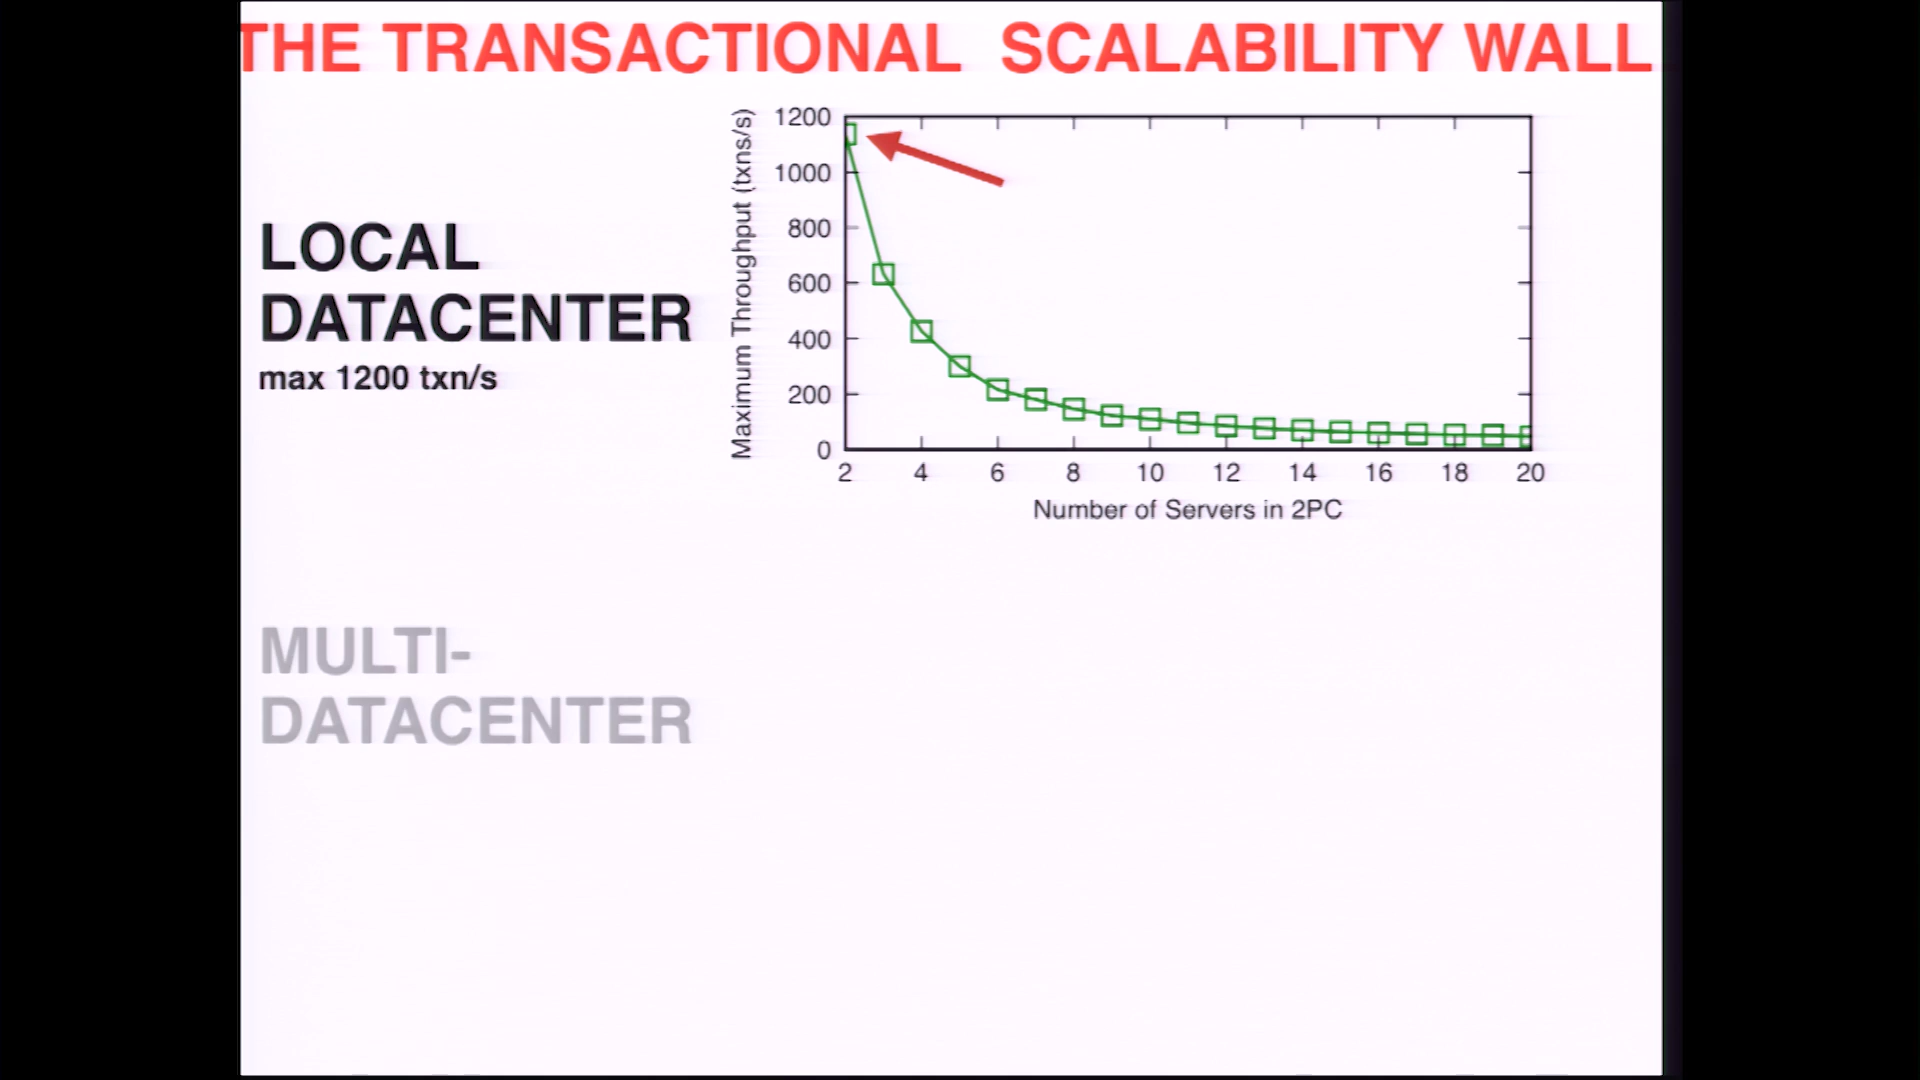 THE TRANSACTIONAL SCALABILITY WALL
LOCAL
DATACENTER
max 1200 txn/s
Maximum Throughput (txns/s)
1200
1000
800
600
400
200
0
2 4 6 8 10 12 14 16 18 20
Number of Servers in 2PC
MULTI-
DATACENTER